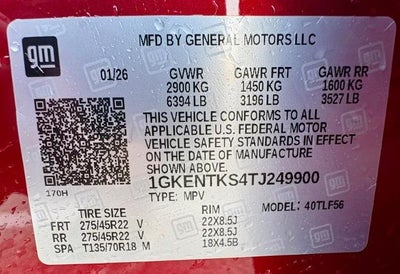 gm
MFD BY GENERAL MOTORS LLC
01/26 GVWR GAWR FRT GAWR RR
2900 KG 1450 KG 1600 KG
6394 LB 3196 LB 3527 LB
THIS VEHICLE CONFORMS TO ALL
APPLICABLE U.S. FEDERAL MOTOR
VEHICLE SAFETY STANDARDS IN EFFECT
ON THE DATE OF MANUFACTURE
SHOWN ABOVE.
1GKENTKS4TJ249900
170H TYPE: MPV MODEL: 40TLF56
TIRE SIZE RIM
FRT 275/45R22 V 22X8.5J
RR 275/45R22 V 22X8.5J
SPA T135/70R18 M 18X4.5B